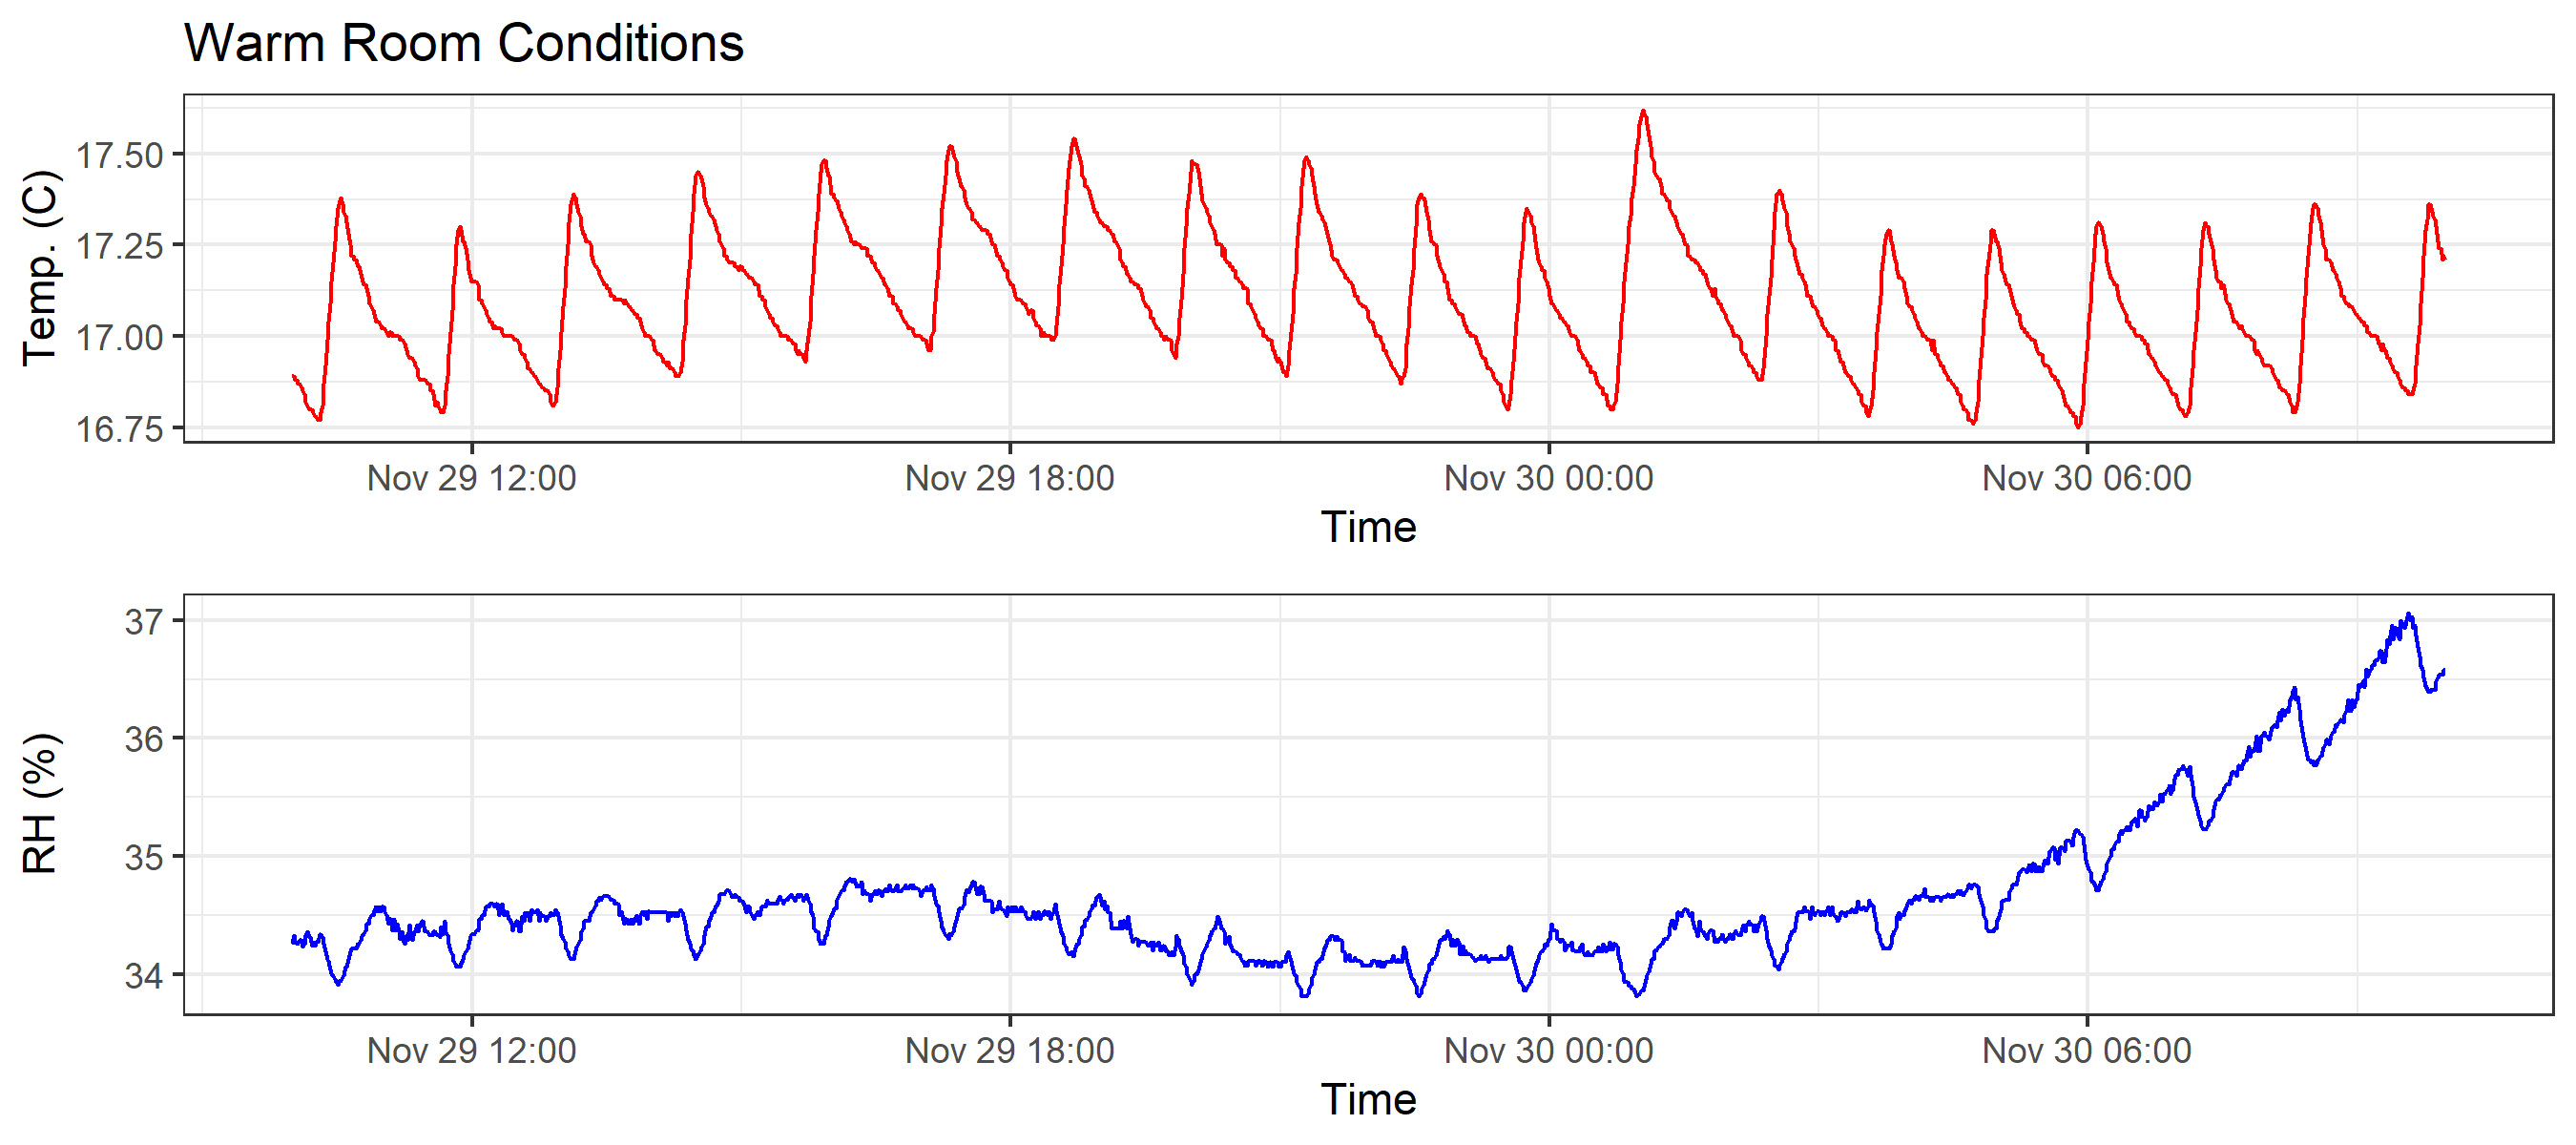 Warm Room Conditions
Temp. (C)
17.50
17.25
17.00
16.75
Nov 29 12:00 Nov 29 18:00 Nov 30 00:00 Nov 30 06:00
Time
RH (%)
37
36
35
34
Nov 29 12:00 Nov 29 18:00 Nov 30 00:00 Nov 30 06:00
Time